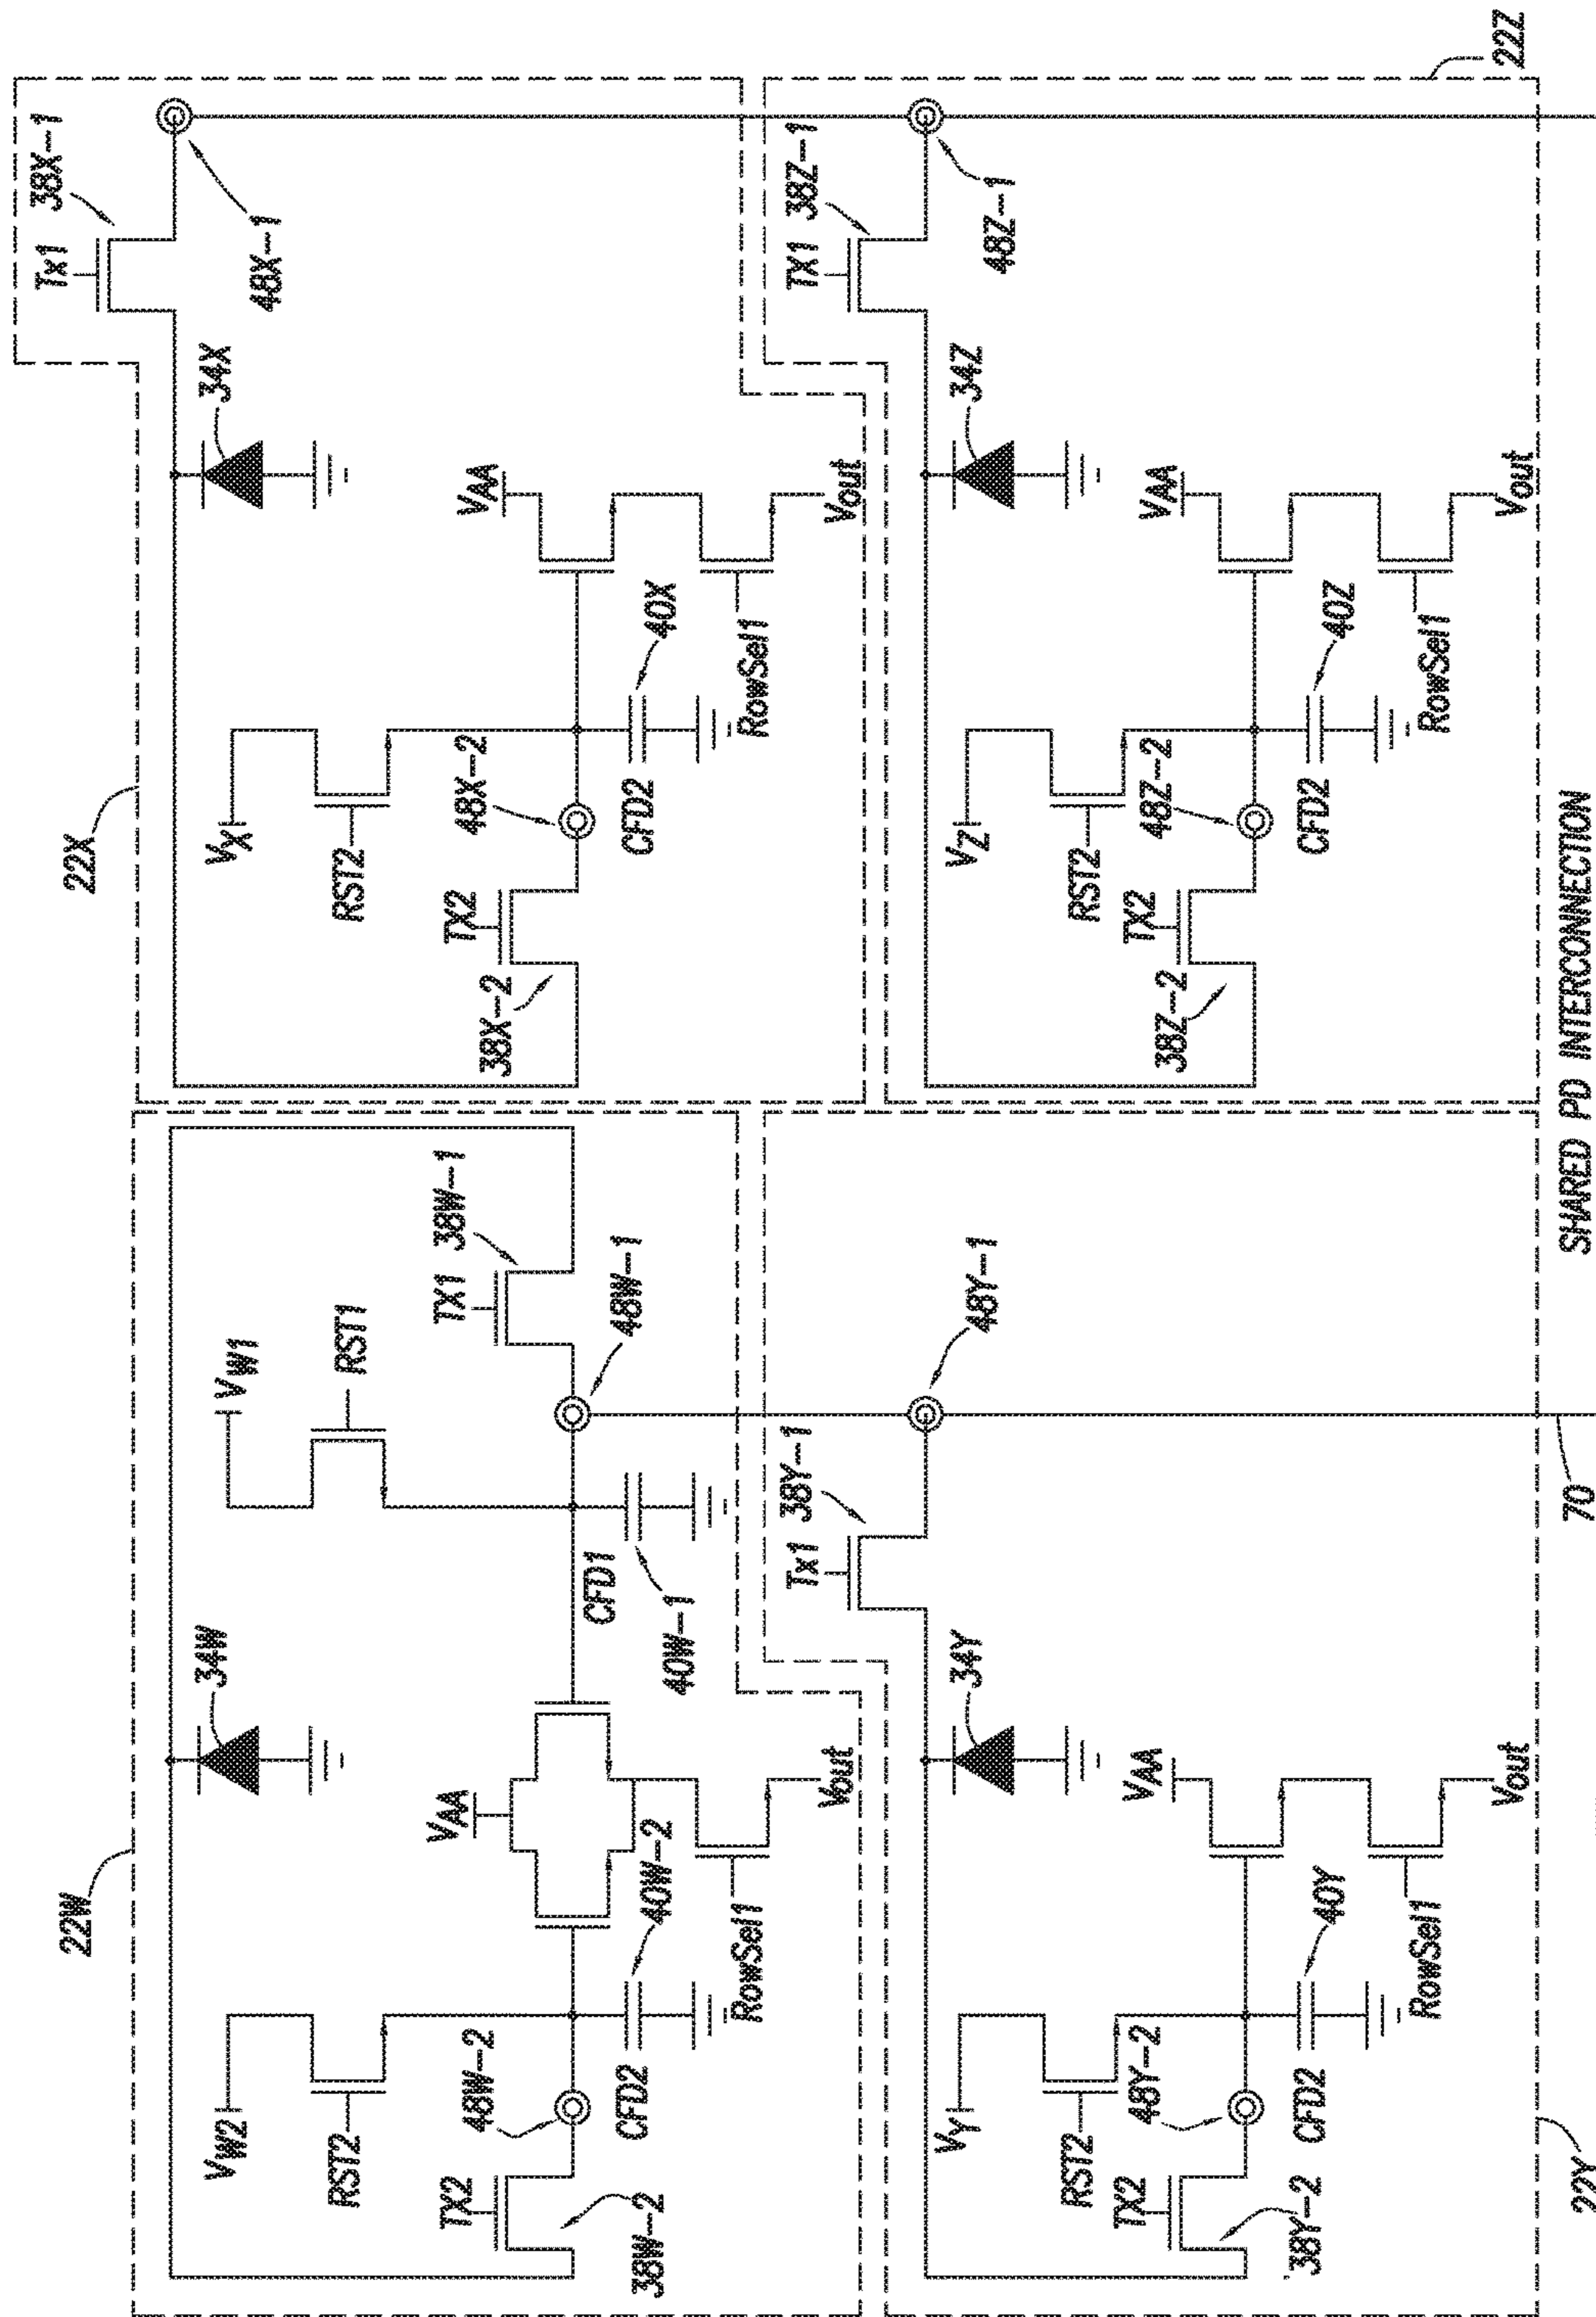 22W
34W
VW2
RST2
TX2
38W-2
48W-2
CFD2
40W-2
VAA
RowSel1
Vout
CFD1
40W-1
VW1
RST1
TX1
38W-1
48W-1
22X
34X
Tx1
38X-1
48X-1
VX
RST2
TX2
38X-2
48X-2
CFD2
40X
VAA
RowSel1
Vout
22Y
34Y
Tx1
38Y-1
48Y-1
VY
RST2
TX2
38Y-2
48Y-2
CFD2
40Y
VAA
RowSel1
Vout
70
22Z
34Z
TX1
38Z-1
48Z-1
VZ
RST2
TX2
38Z-2
48Z-2
CFD2
40Z
VAA
RowSel1
Vout
SHARED PD INTERCONNECTION